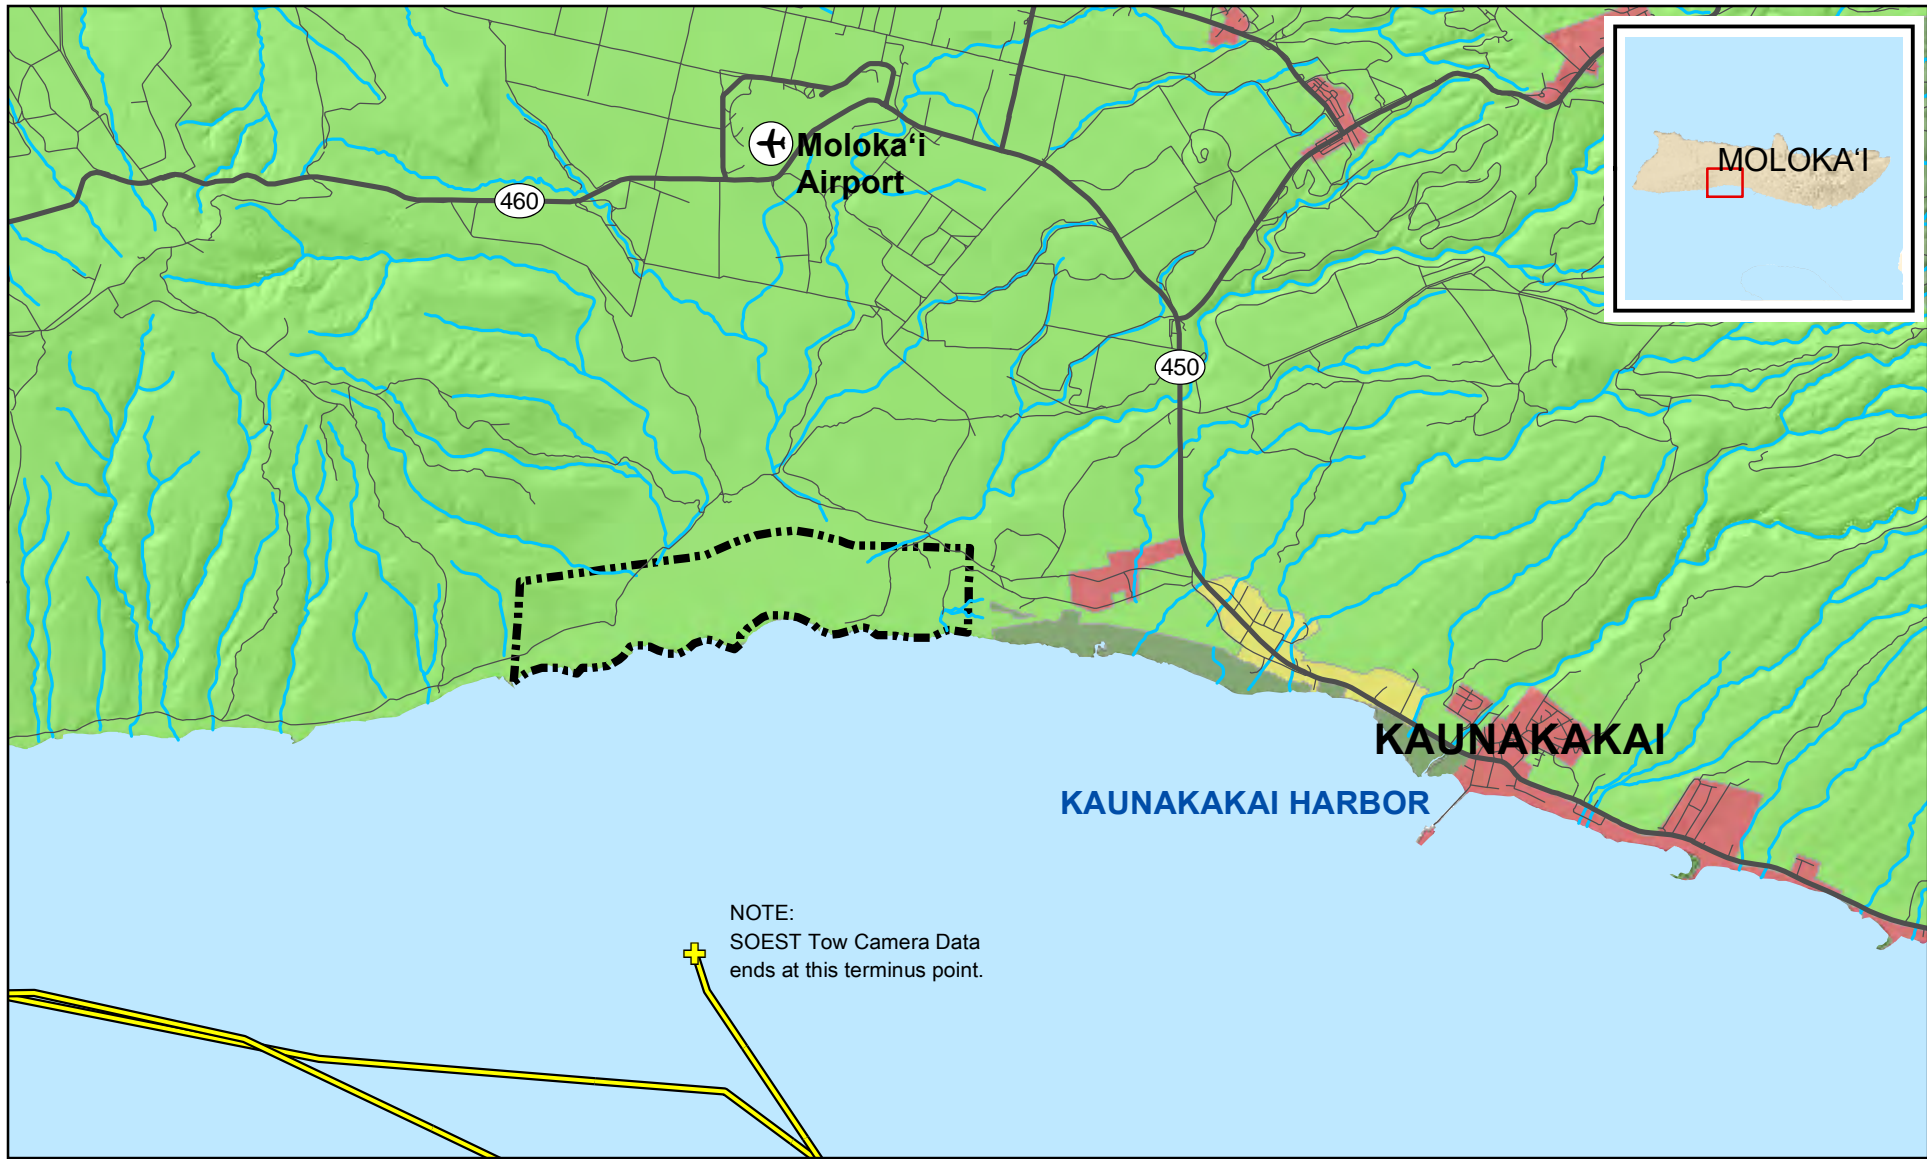 Moloka‘i
Airport
460
MOLOKA‘I
450
KAUNAKAKAI
KAUNAKAKAI HARBOR
NOTE:
SOEST Tow Camera Data
ends at this terminus point.